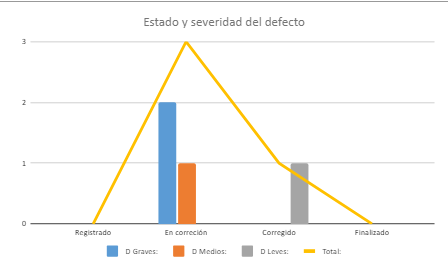 Estado y severidad del defecto
3
2
1
0
Registrado En correción Corregido Finalizado
D Graves: D Medios: D Leves: Total: